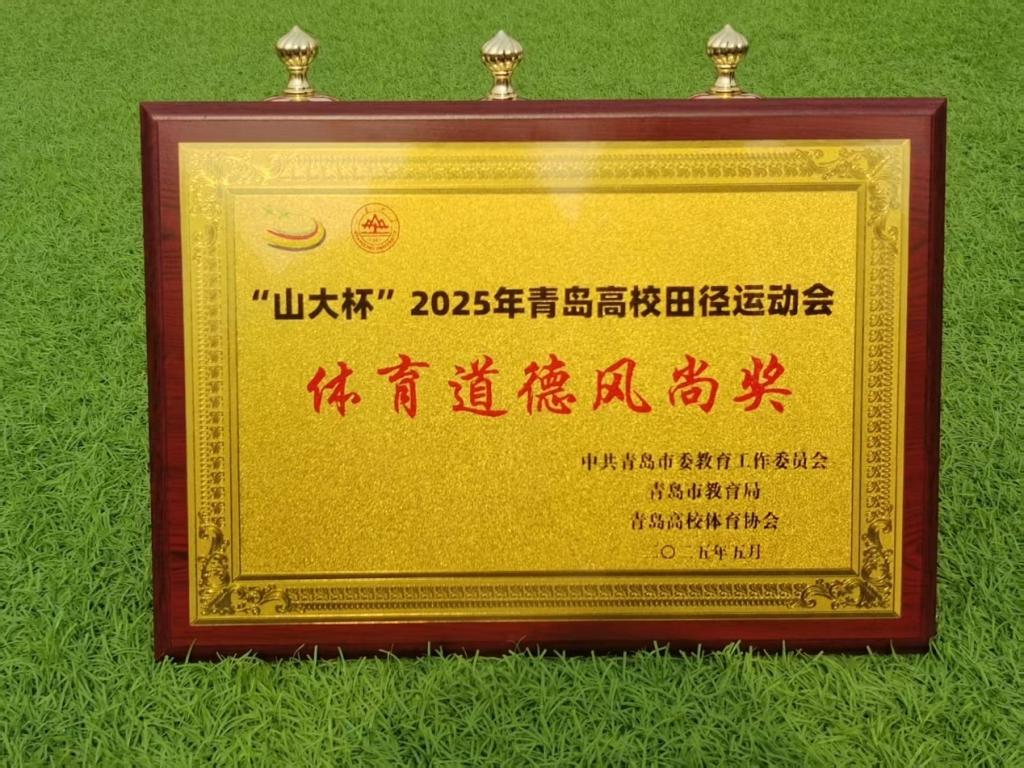 “山大杯”2025年青岛高校田径运动会
体育道德风尚奖
中共青岛市委教育工作委员会
青岛市教育局
青岛高校体育协会
二〇二五年五月